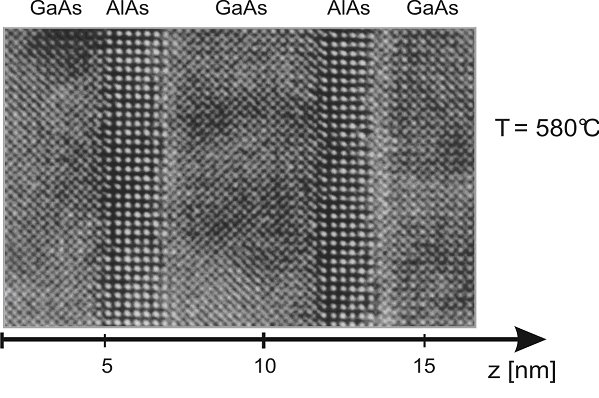 GaAs AlAs GaAs AlAs GaAs
T = 580°C
5 10 15
z [nm]